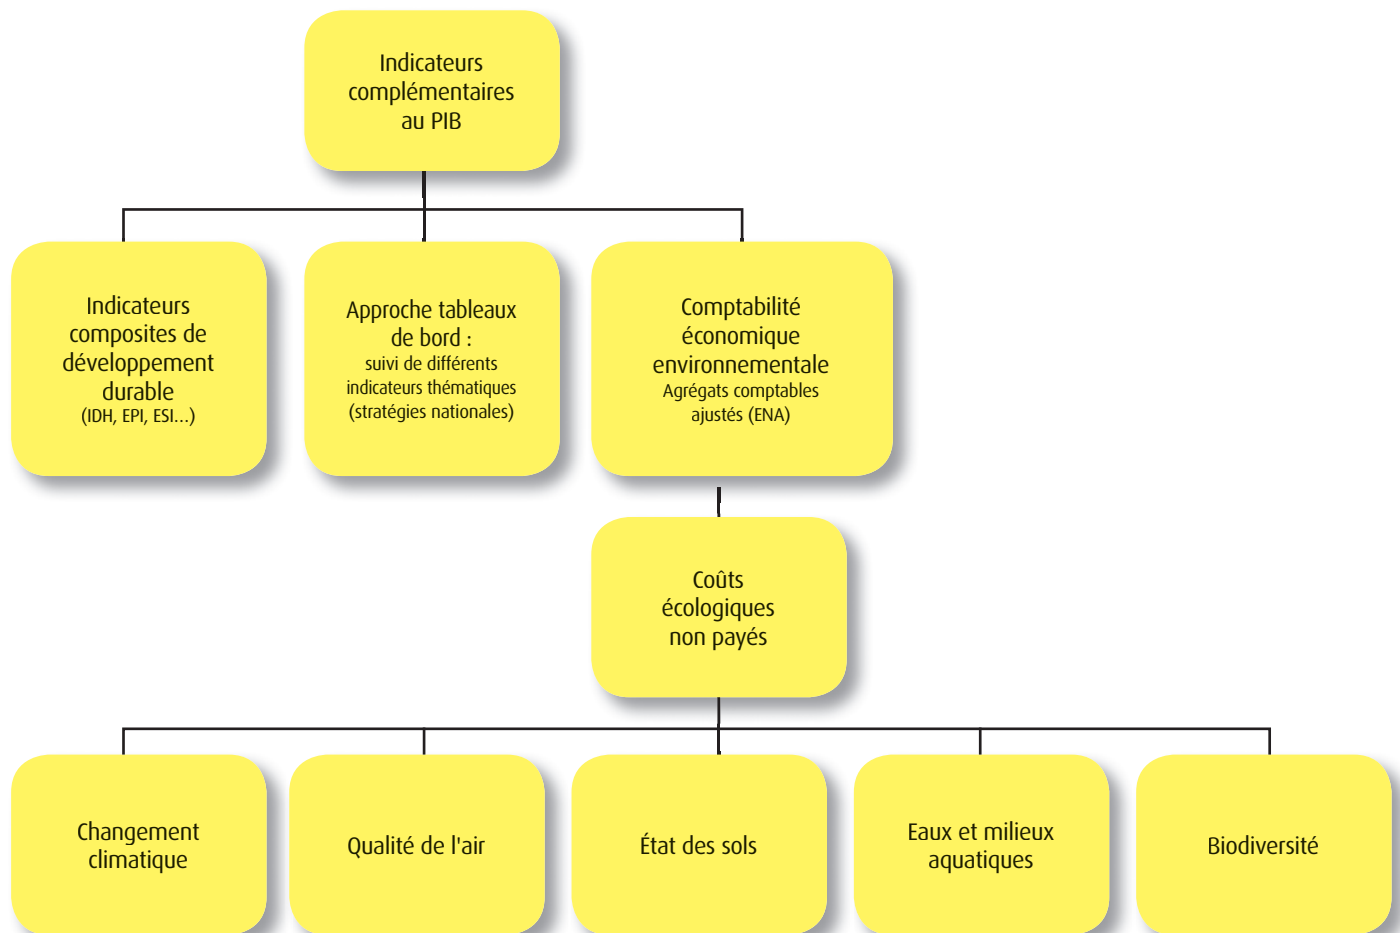 Indicateurs
complémentaires
au PIB
Indicateurs
composites de
développement
durable
(IDH, EPI, ESI...)
Approche tableaux
de bord :
suivi de différents
indicateurs thématiques
(stratégies nationales)
Comptabilité
économique
environnementale
Agrégats comptables
ajustés (ENA)
Coûts
écologiques
non payés
Changement
climatique
Qualité de l'air
État des sols
Eaux et milieux
aquatiques
Biodiversité